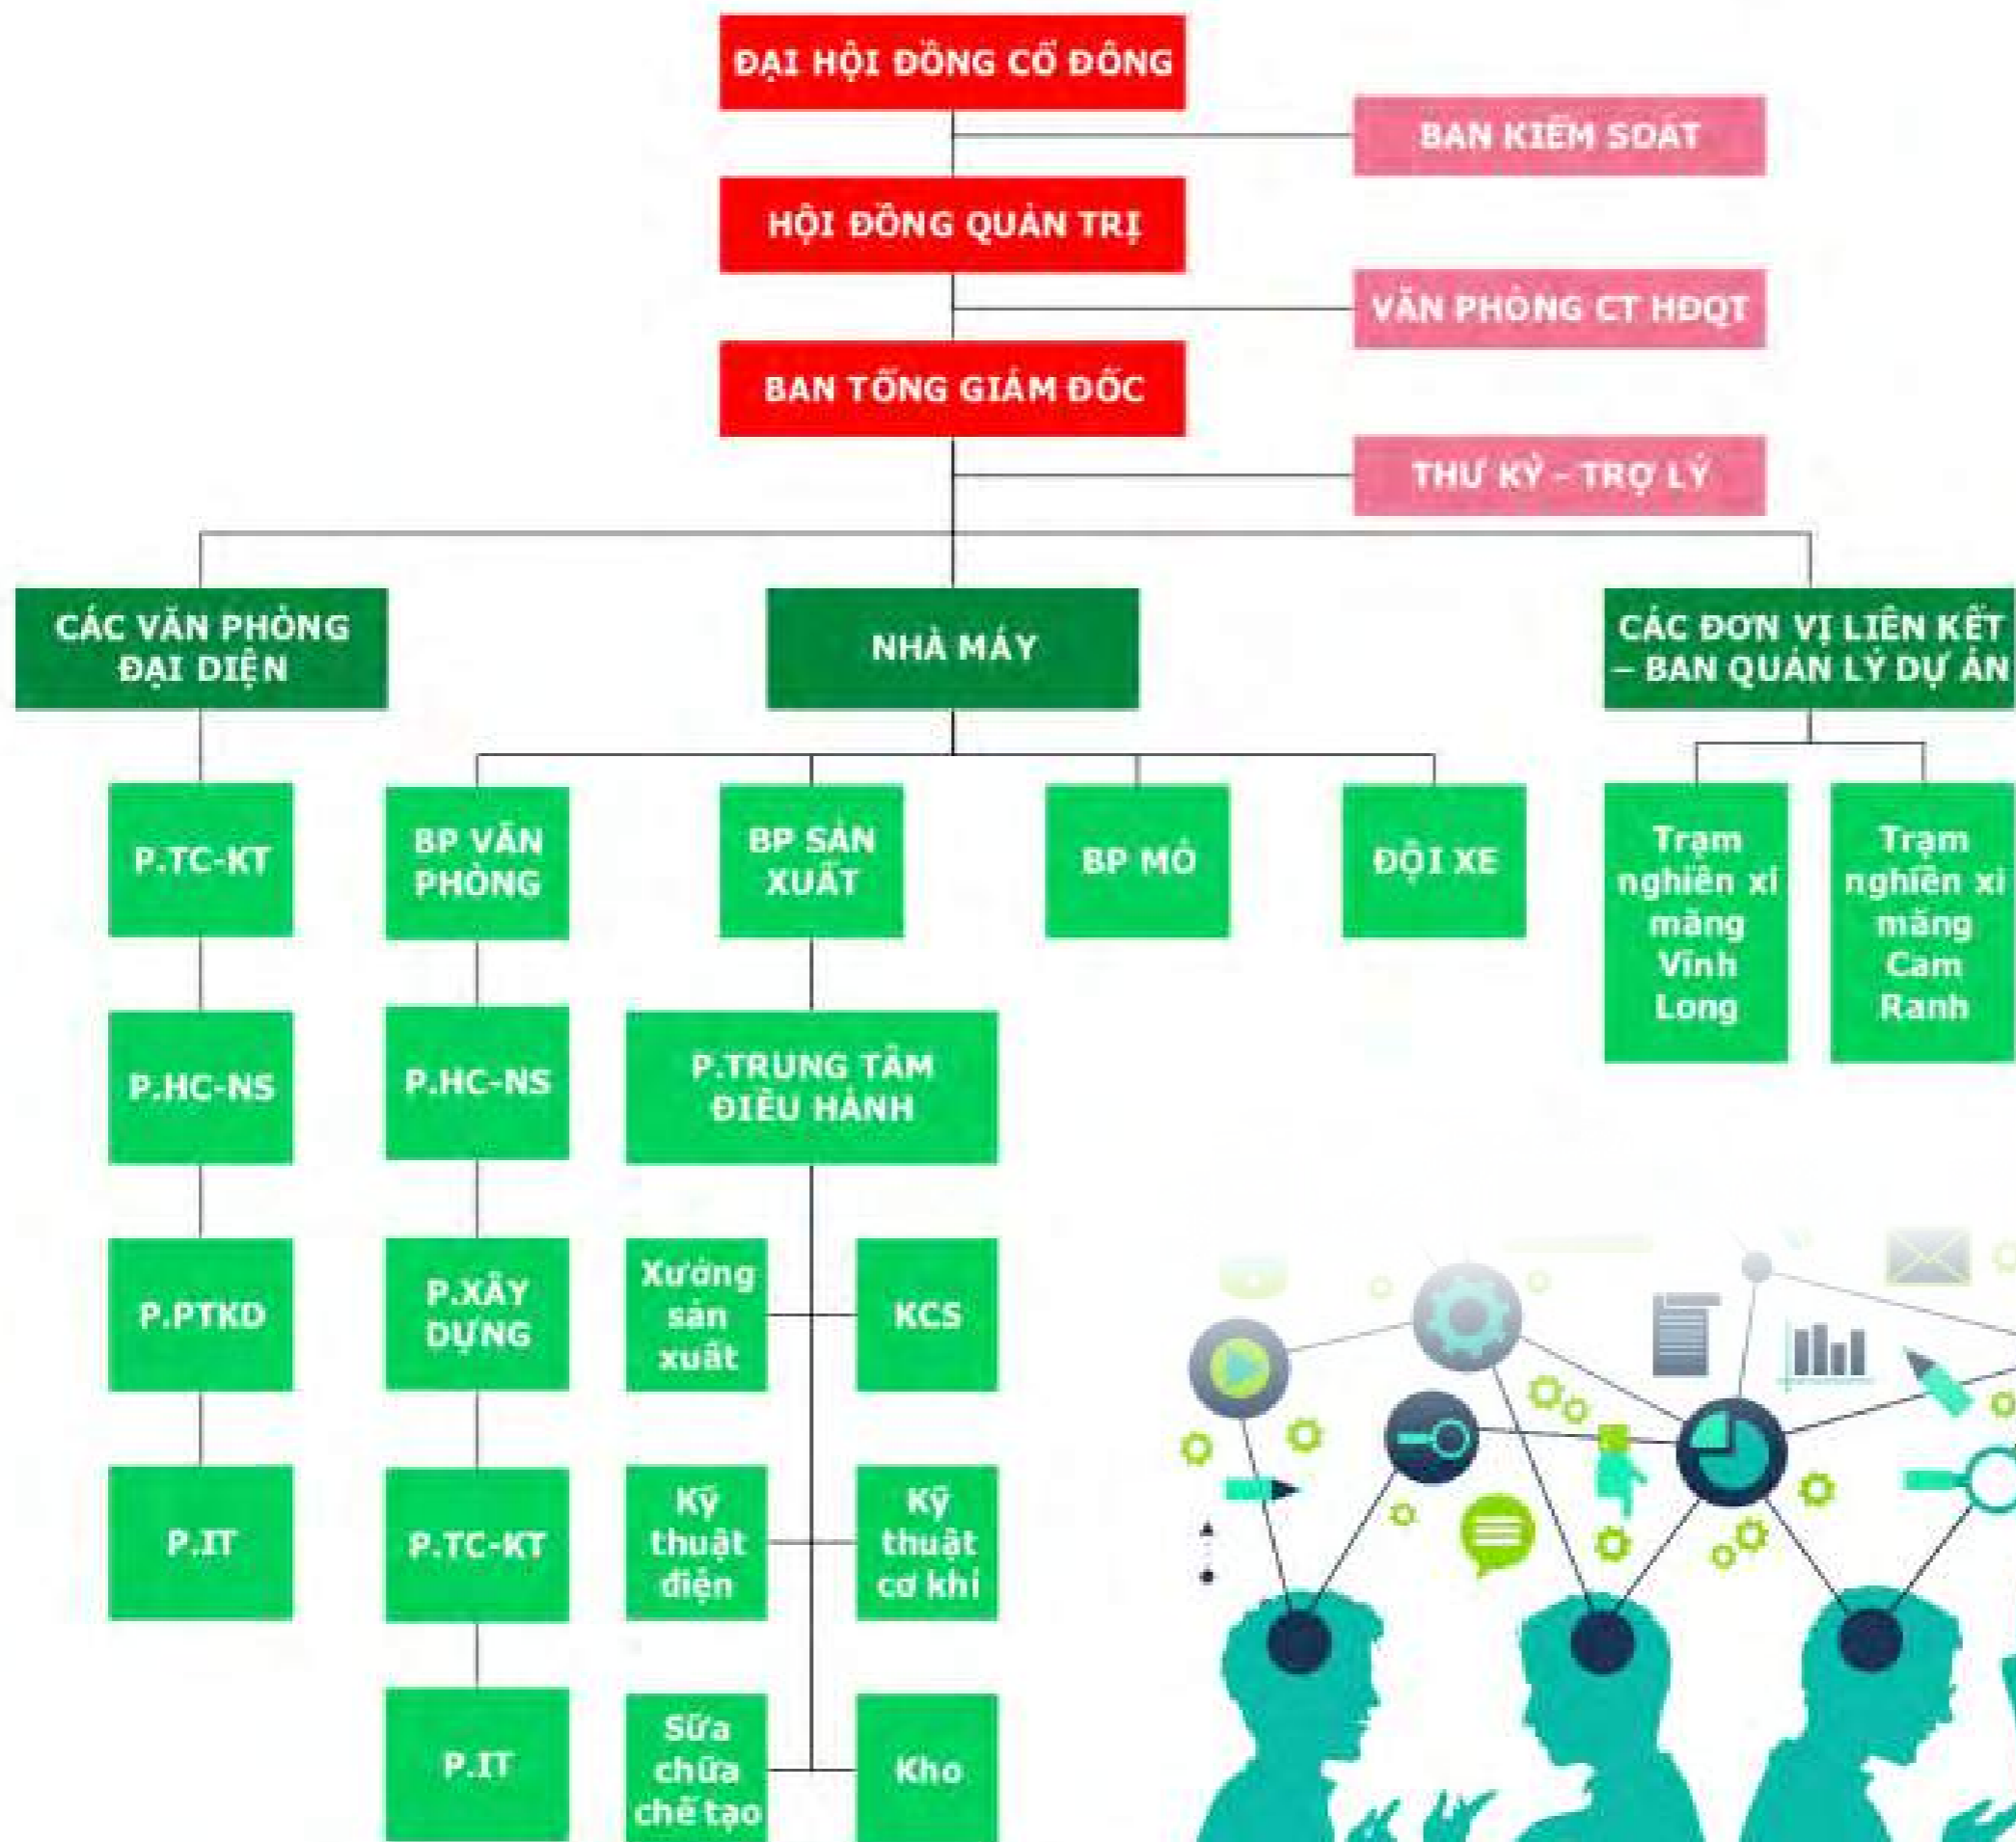 ĐẠI HỘI ĐỒNG CỔ ĐÔNG
BAN KIỂM SOÁT
HỘI ĐỒNG QUẢN TRỊ
VĂN PHÒNG CT HĐQT
BAN TỔNG GIÁM ĐỐC
THƯ KÝ – TRỢ LÝ
CÁC VĂN PHÒNG
ĐẠI DIỆN
NHÀ MÁY
CÁC ĐƠN VỊ LIÊN KẾT
– BAN QUẢN LÝ DỰ ÁN
P.TC-KT
BP VĂN
PHÒNG
BP SẢN
XUẤT
BP MỎ
ĐỘI XE
Trạm
nghiền xi
măng
Vĩnh
Long
Trạm
nghiền xi
măng
Cam
Ranh
P.HC-NS
P.HC-NS
P.TRUNG TÂM
ĐIỀU HÀNH
P.PTKD
P.XÂY
DỰNG
Xưởng
sản
xuất
KCS
P.IT
P.TC-KT
Kỹ
thuật
điện
Kỹ
thuật
cơ khí
P.IT
Sữa
chữa
chế tạo
Kho